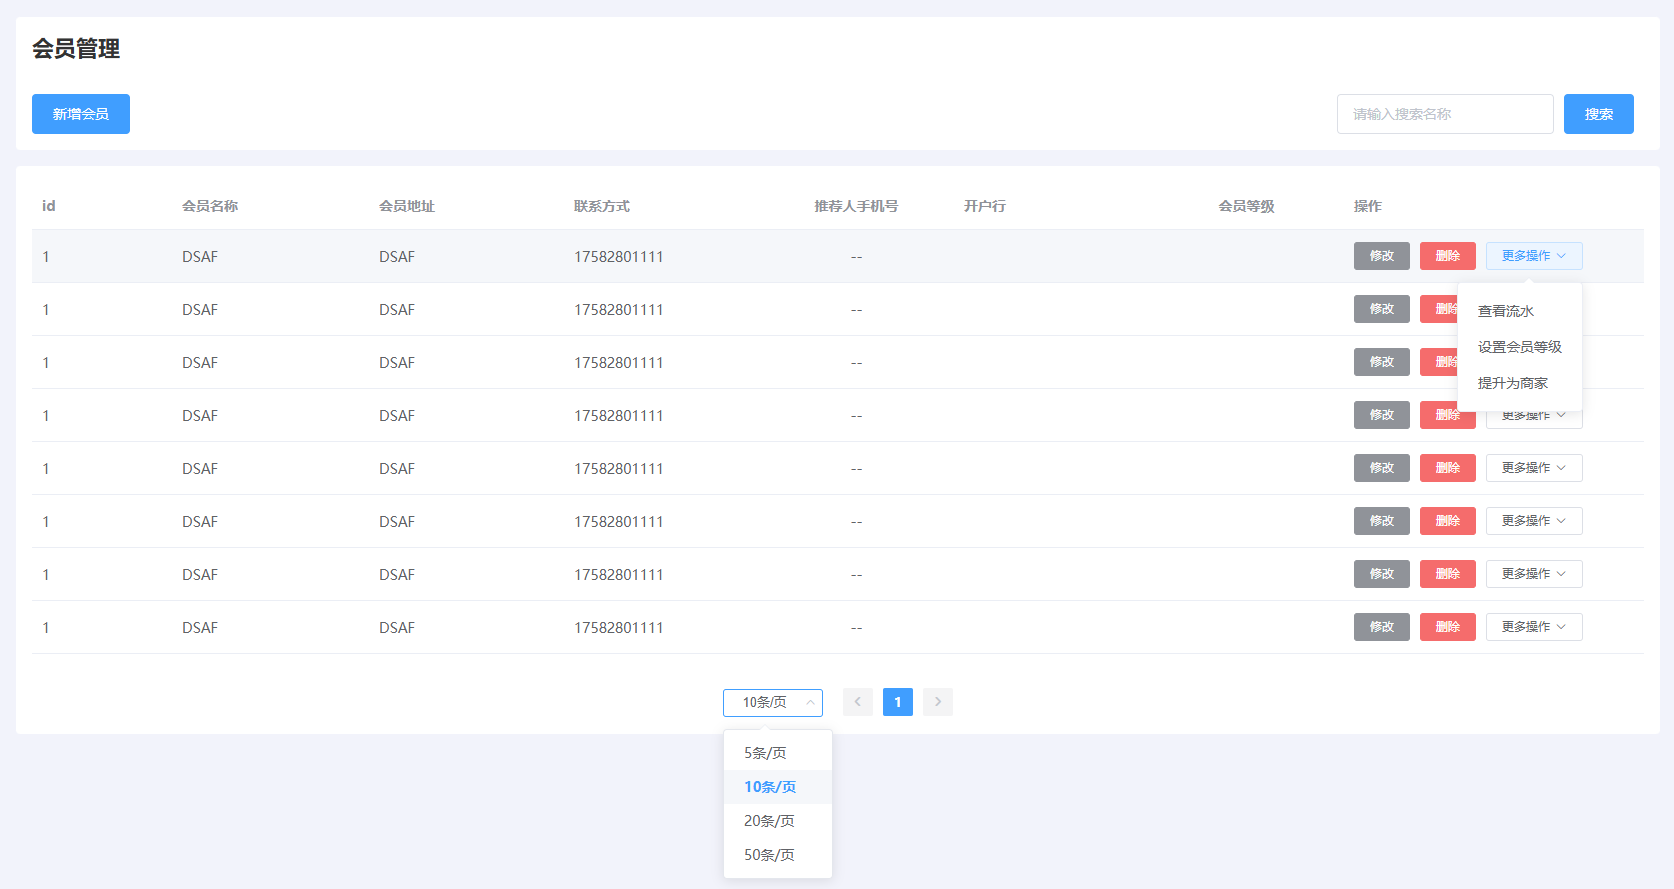 会员管理
新增会员 请输入搜索名称 搜索
id 会员名称 会员地址 联系方式 推荐人手机号 开户行 会员等级 操作
1 DSAF DSAF 17582801111 -- 修改 删除 更多操作
1 DSAF DSAF 17582801111 -- 修改 删除
查看流水
设置会员等级
提升为商家
1 DSAF DSAF 17582801111 -- 修改 删除
1 DSAF DSAF 17582801111 -- 修改 删除 更多操作
1 DSAF DSAF 17582801111 -- 修改 删除 更多操作
1 DSAF DSAF 17582801111 -- 修改 删除 更多操作
1 DSAF DSAF 17582801111 -- 修改 删除 更多操作
1 DSAF DSAF 17582801111 -- 修改 删除 更多操作
10条/页 1
5条/页
10条/页
20条/页
50条/页